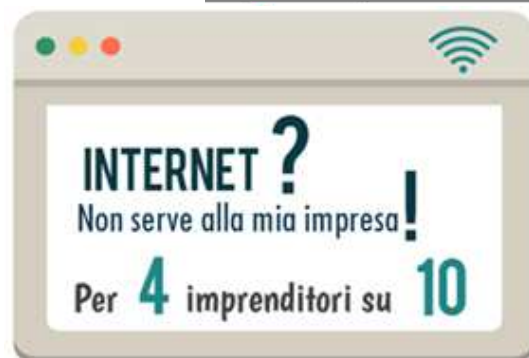 INTERNET?
Non serve alla mia impresa!
Per 4 imprenditori su 10